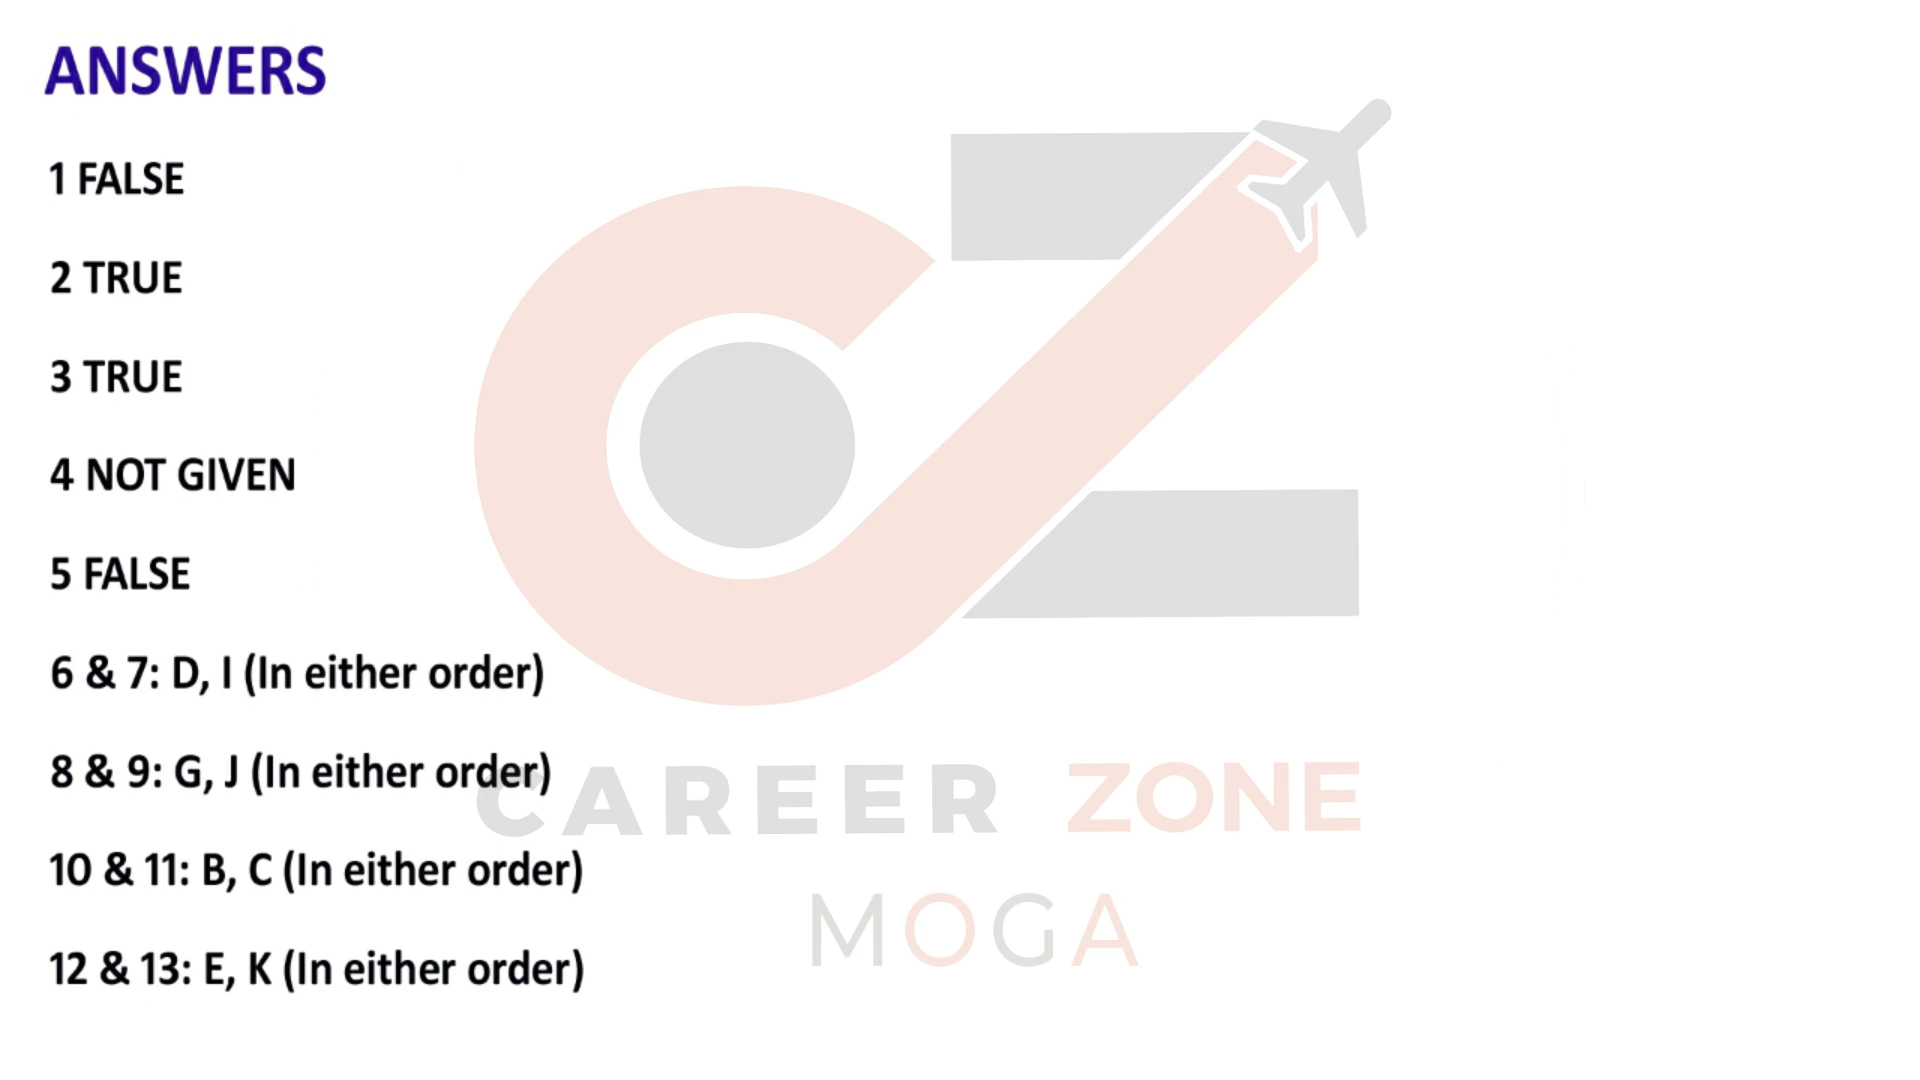 ANSWERS
1 FALSE
2 TRUE
3 TRUE
4 NOT GIVEN
5 FALSE
6 & 7: D, I (In either order)
8 & 9: G, J (In either order)
CAREER ZONE
10 & 11: B, C (In either order)
MOGA
12 & 13: E, K (In either order)